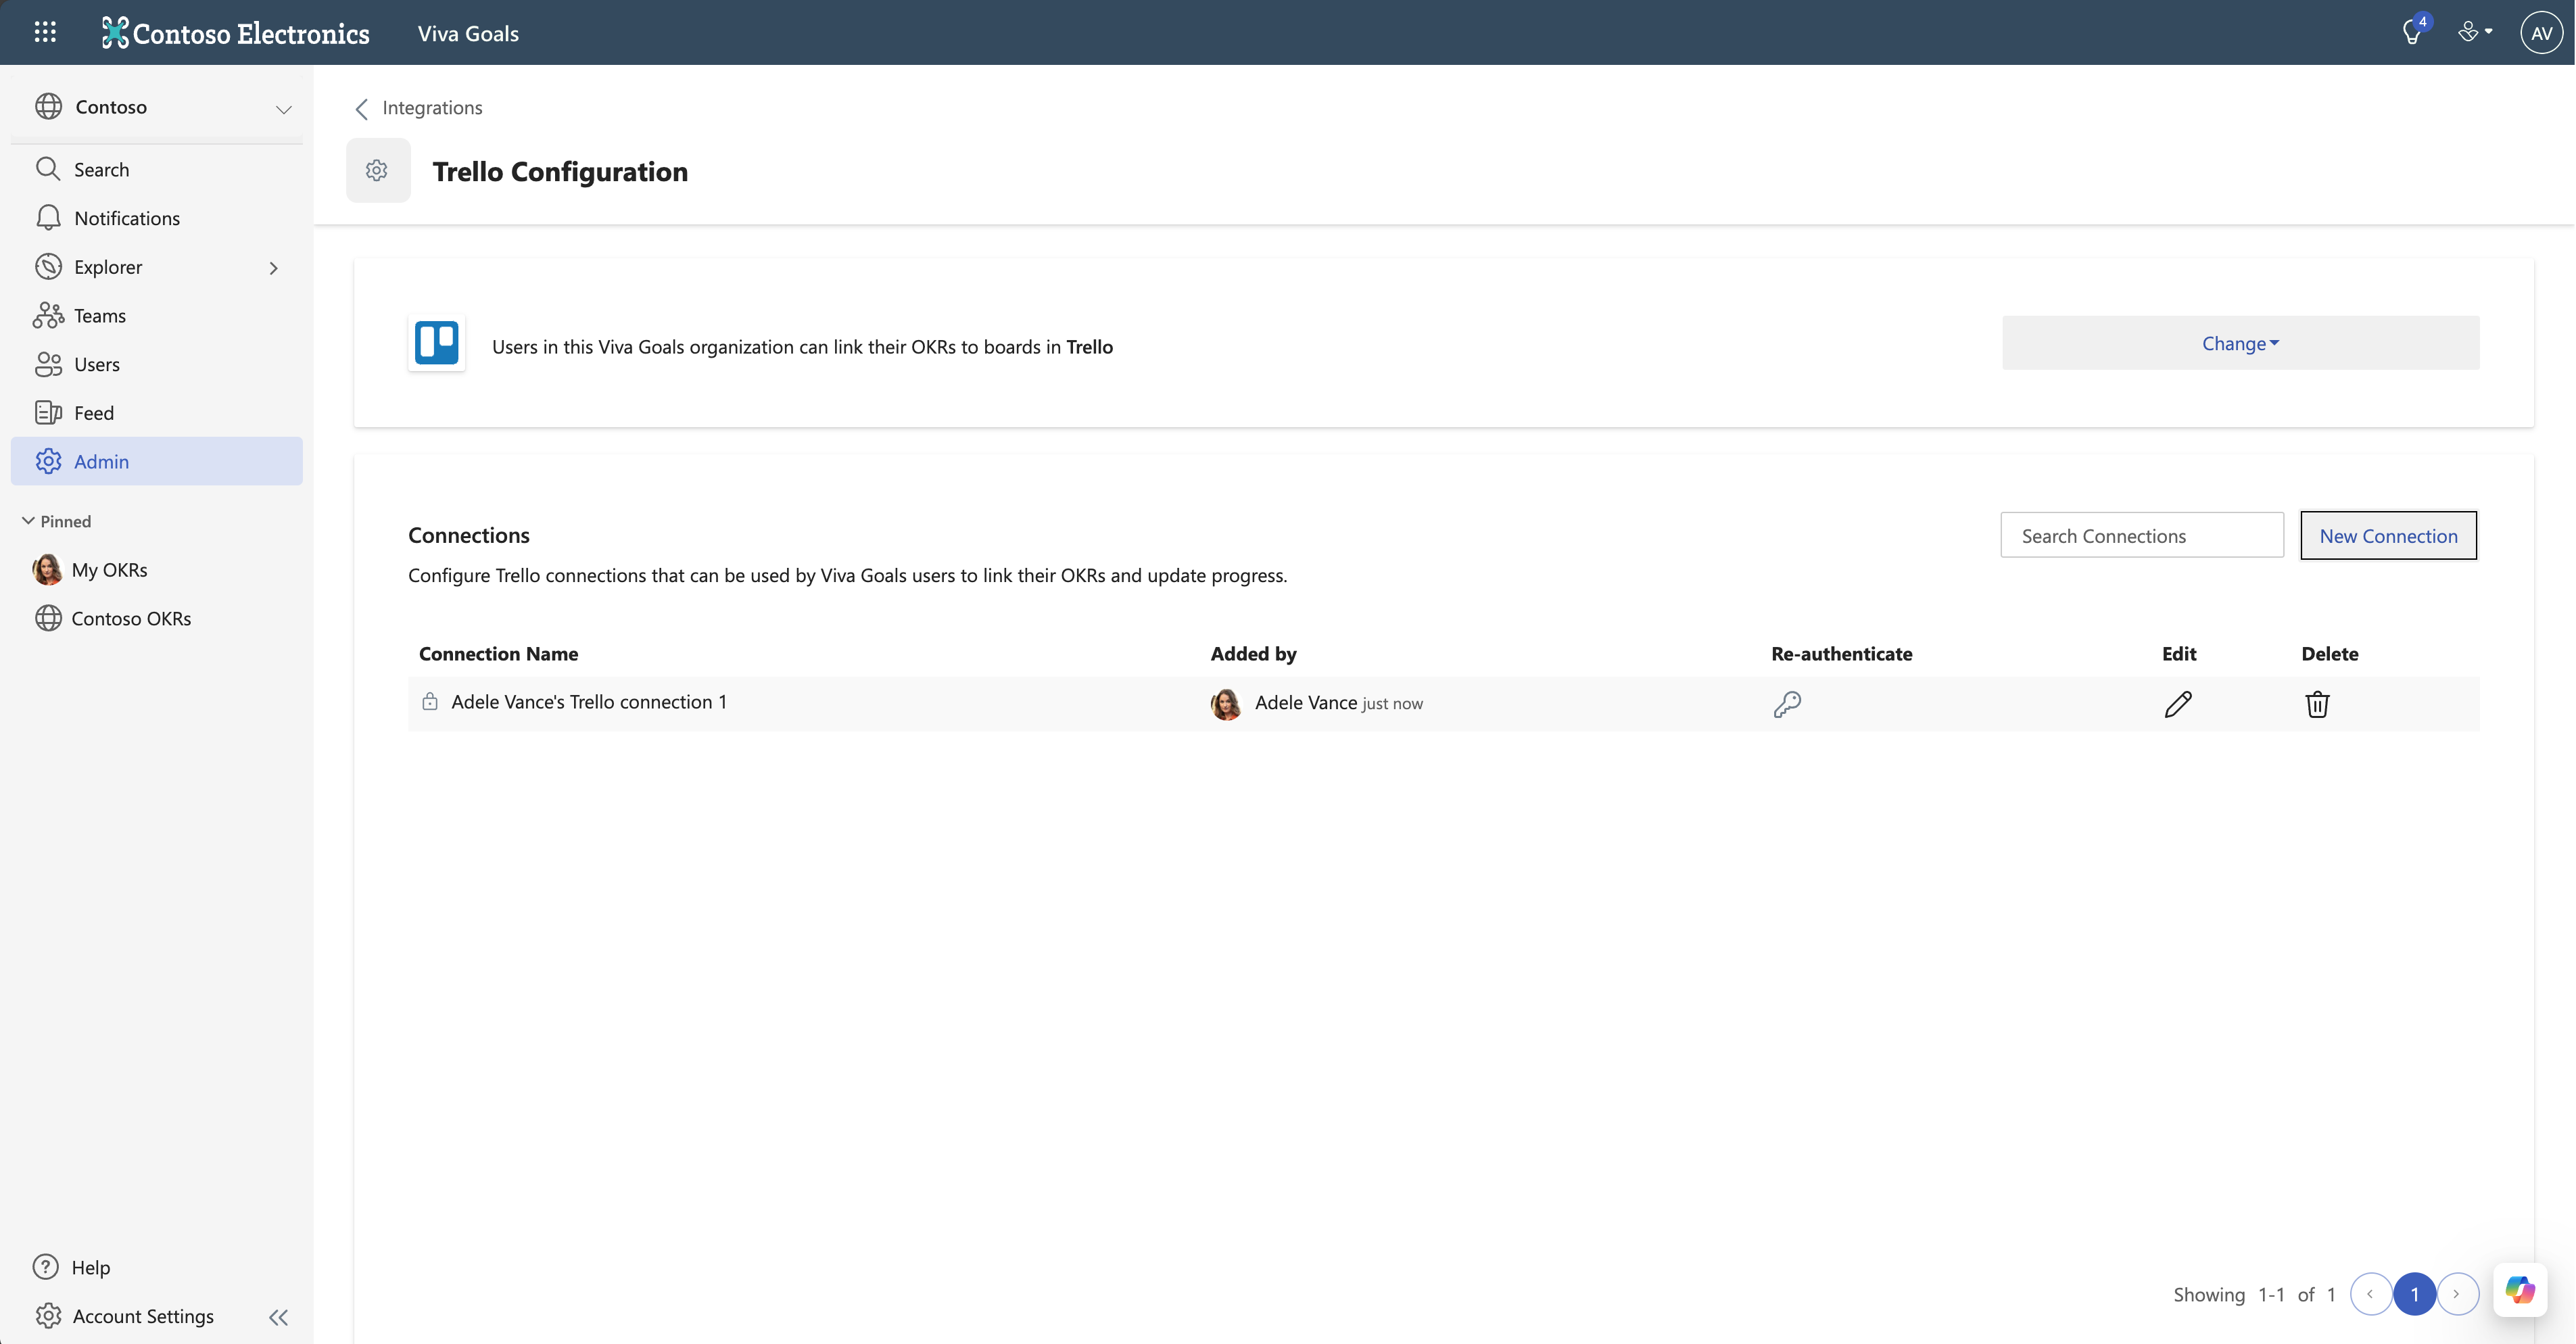 Contoso Electronics
Viva Goals
4
AV
Contoso
Search
Notifications
Explorer
Teams
Users
Feed
Admin
Pinned
My OKRs
Contoso OKRs
Help
Account Settings
Integrations
Trello Configuration
Users in this Viva Goals organization can link their OKRs to boards in Trello
Change
Connections
Search Connections
New Connection
Configure Trello connections that can be used by Viva Goals users to link their OKRs and update progress.
Connection Name Added by Re-authenticate Edit Delete
Adele Vance's Trello connection 1 Adele Vance just now
Showing 1-1 of 1
1